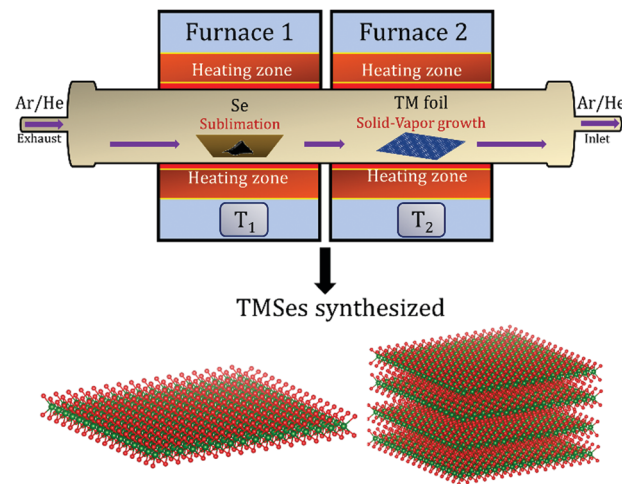 Furnace 1
Furnace 2
Heating zone
Heating zone
Ar/He
Exhaust
Se
Sublimation
TM foil
Solid-Vapor growth
Ar/He
Inlet
Heating zone
Heating zone
T1
T2
TMSes synthesized